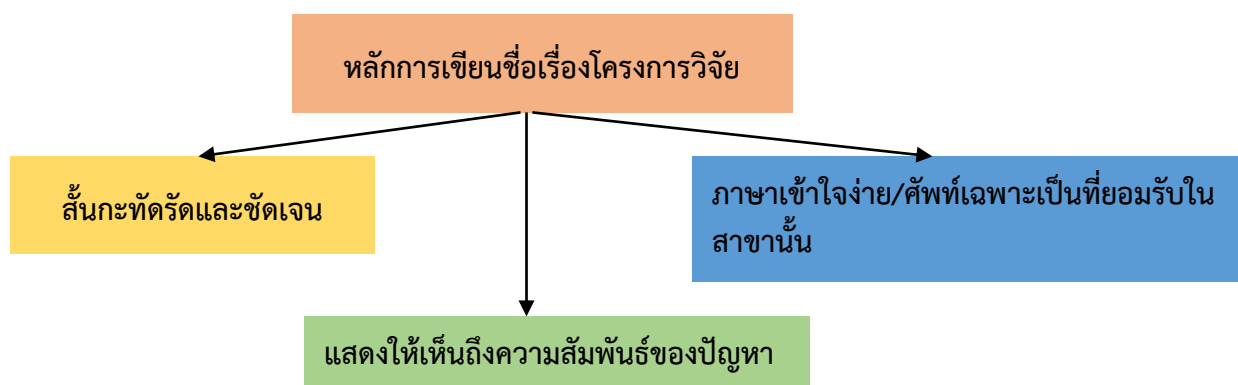 หลักการเขียนชื่อเรื่องโครงการวิจัย
สั้นกะทัดรัดและชัดเจน
ภาษาเข้าใจง่าย/ศัพท์เฉพาะเป็นที่ยอมรับใน
สาขานั้น
แสดงให้เห็นถึงความสัมพันธ์ของปัญหา